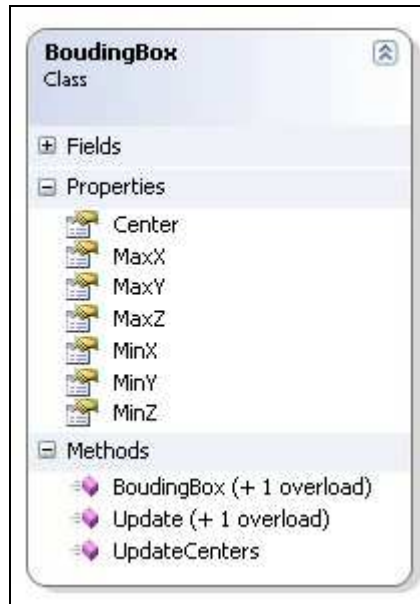 BoudingBox
Class
Fields
Properties
Center
MaxX
MaxY
MaxZ
MinX
MinY
MinZ
Methods
BoudingBox (+ 1 overload)
Update (+ 1 overload)
UpdateCenters